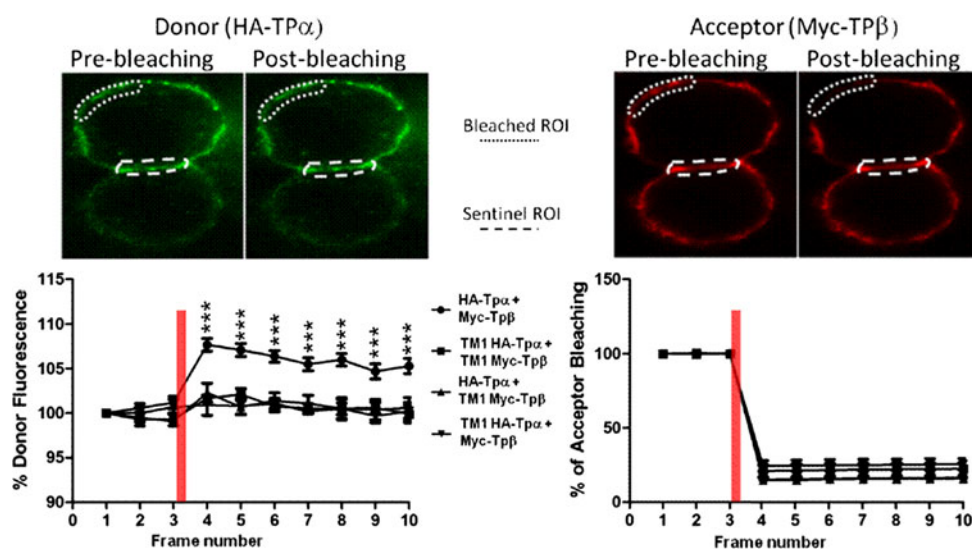 Donor (HA-TPα)
Pre-bleaching Post-bleaching
Acceptor (Myc-TPβ)
Pre-bleaching Post-bleaching
Bleached ROI
Sentinel ROI
% Donor Fluorescence
115
110
105
100
95
90
*** *** *** *** *** *** ***
0 1 2 3 4 5 6 7 8 9 10
Frame number
HA-Tpα +
Myc-Tpβ
TM1 HA-Tpα +
TM1 Myc-Tpβ
HA-Tpα +
TM1 Myc-Tpβ
TM1 HA-Tpα +
Myc-Tpβ
% of Acceptor Bleaching
150
100
50
0
0 1 2 3 4 5 6 7 8 9 10
Frame number